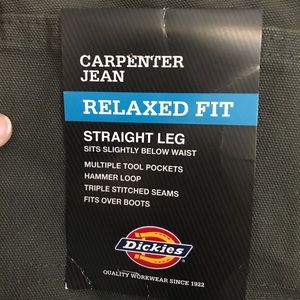 CARPENTER
JEAN
RELAXED FIT
STRAIGHT LEG
SITS SLIGHTLY BELOW WAIST
MULTIPLE TOOL POCKETS
HAMMER LOOP
TRIPLE STITCHED SEAMS
FITS OVER BOOTS
Dickies
QUALITY WORKWEAR SINCE 1922